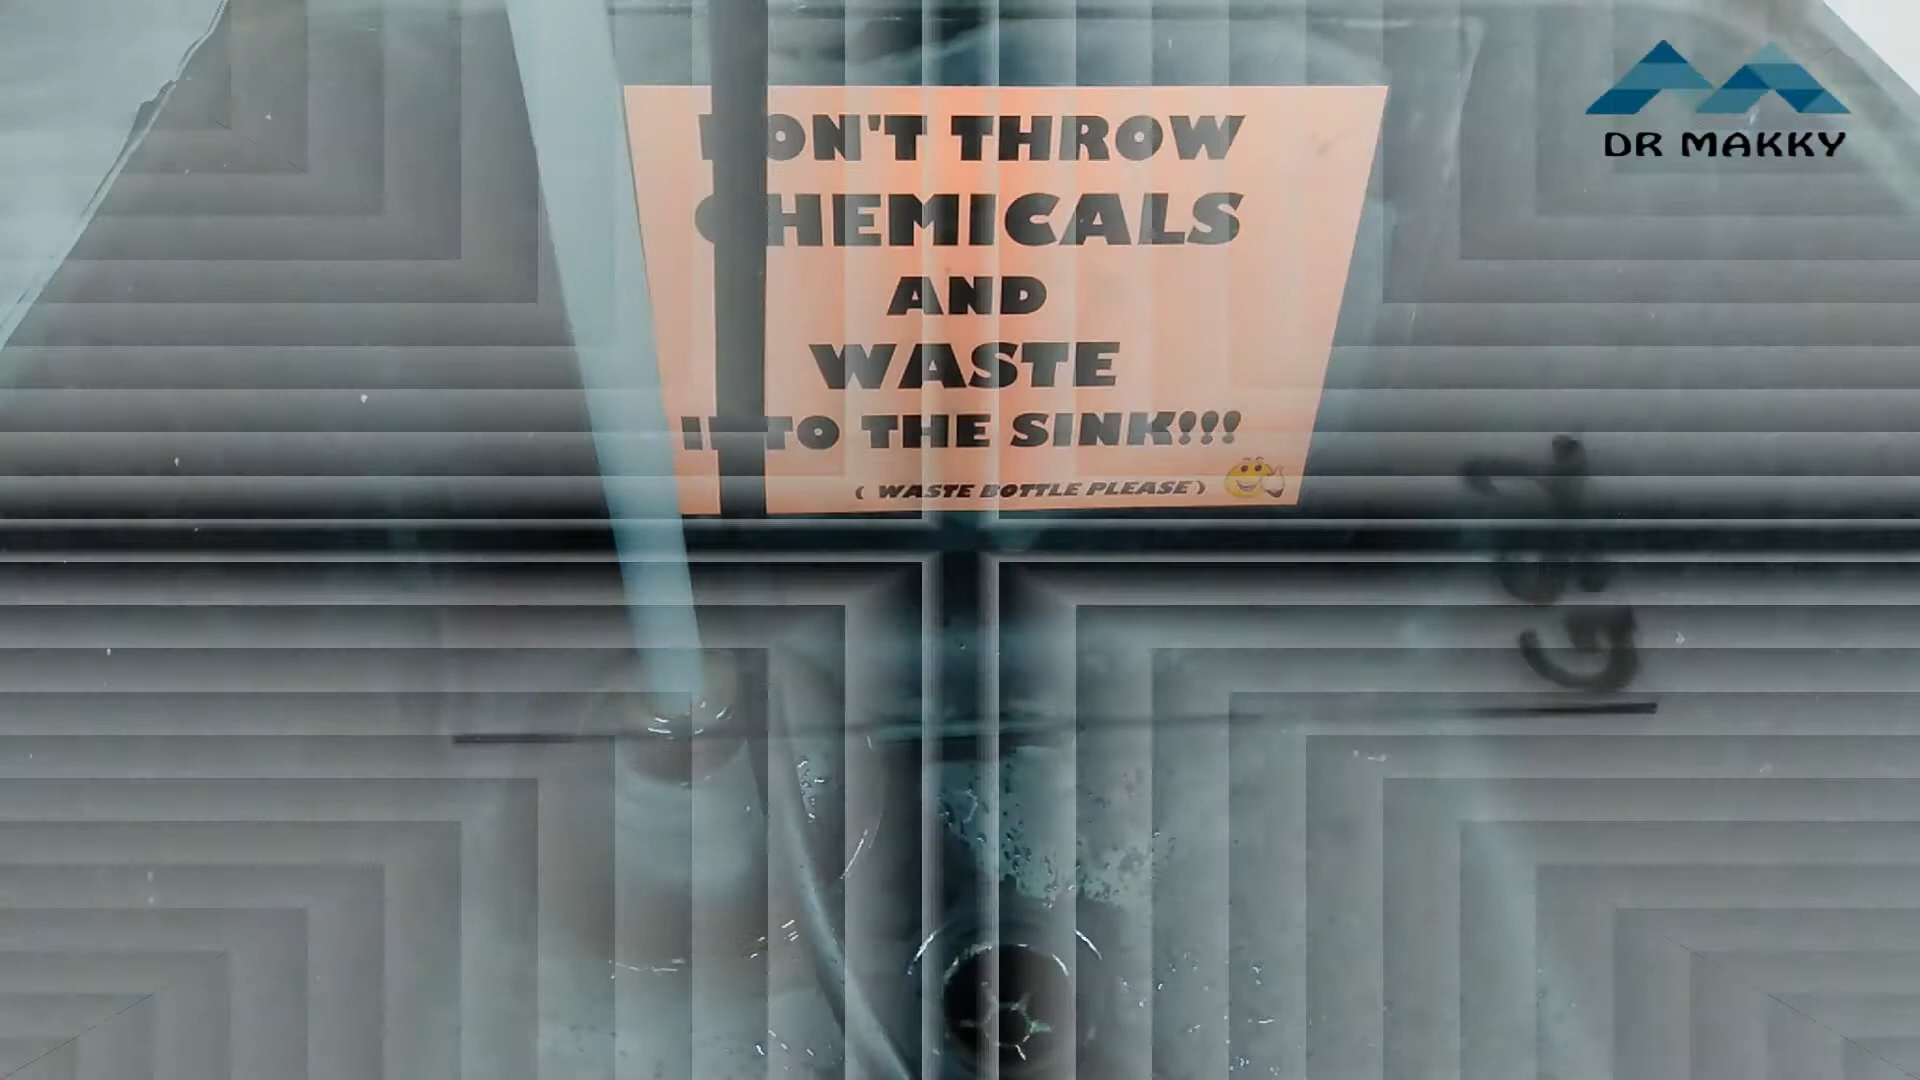 DON'T THROW
CHEMICALS
AND
WASTE
INTO THE SINK!!!
( WASTE BOTTLE PLEASE )
DR MAKKY